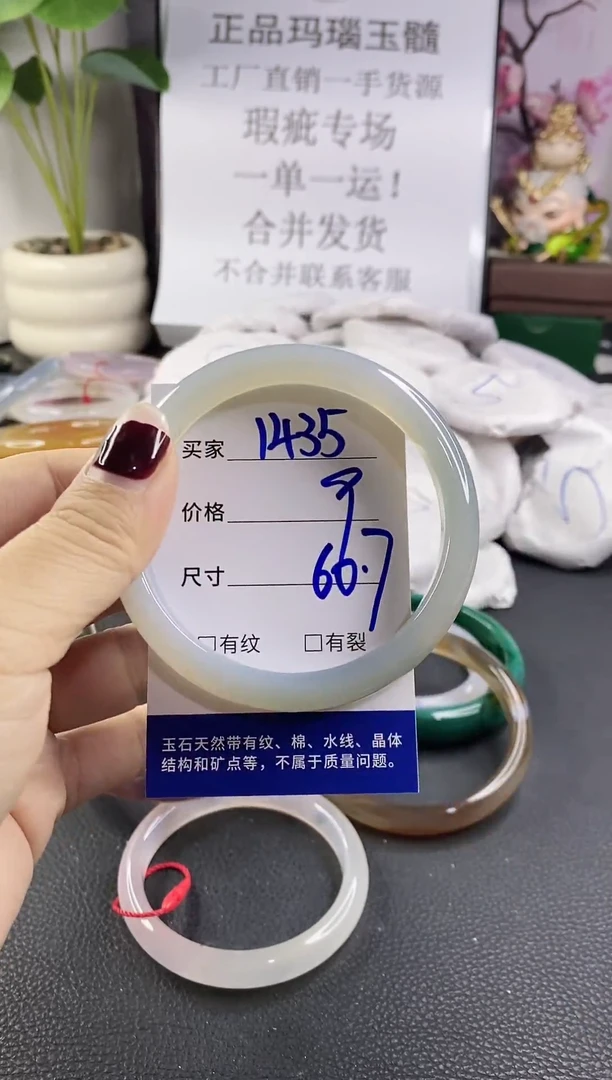 正品玛瑙玉髓
工厂直销一手货源
瑕疵专场
一单一运！
合并发货
不合并联系客服
买家 1435
价格
尺寸 60.7
□有纹 □有裂
玉石天然带有纹、棉、水线、晶体
结构和矿点等，不属于质量问题。
5